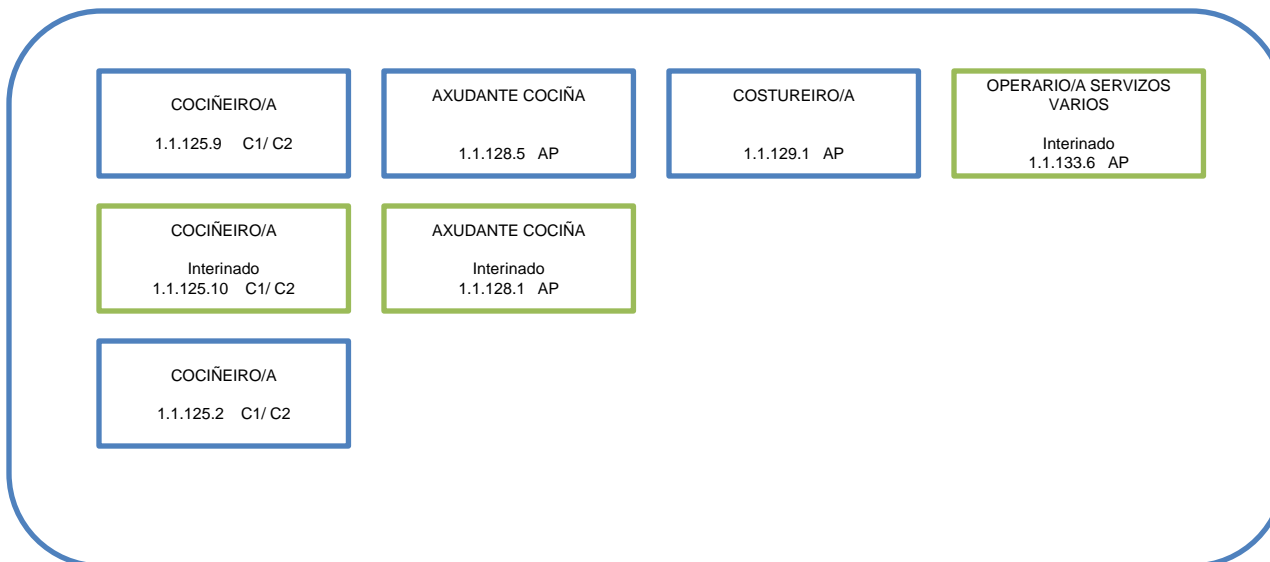 COCIÑEIRO/A
1.1.125.9 C1/ C2
AXUDANTE COCIÑA
1.1.128.5 AP
COSTUREIRO/A
1.1.129.1 AP
OPERARIO/A SERVIZOS
VARIOS
Interinado
1.1.133.6 AP
COCIÑEIRO/A
Interinado
1.1.125.10 C1/ C2
AXUDANTE COCIÑA
Interinado
1.1.128.1 AP
COCIÑEIRO/A
1.1.125.2 C1/ C2